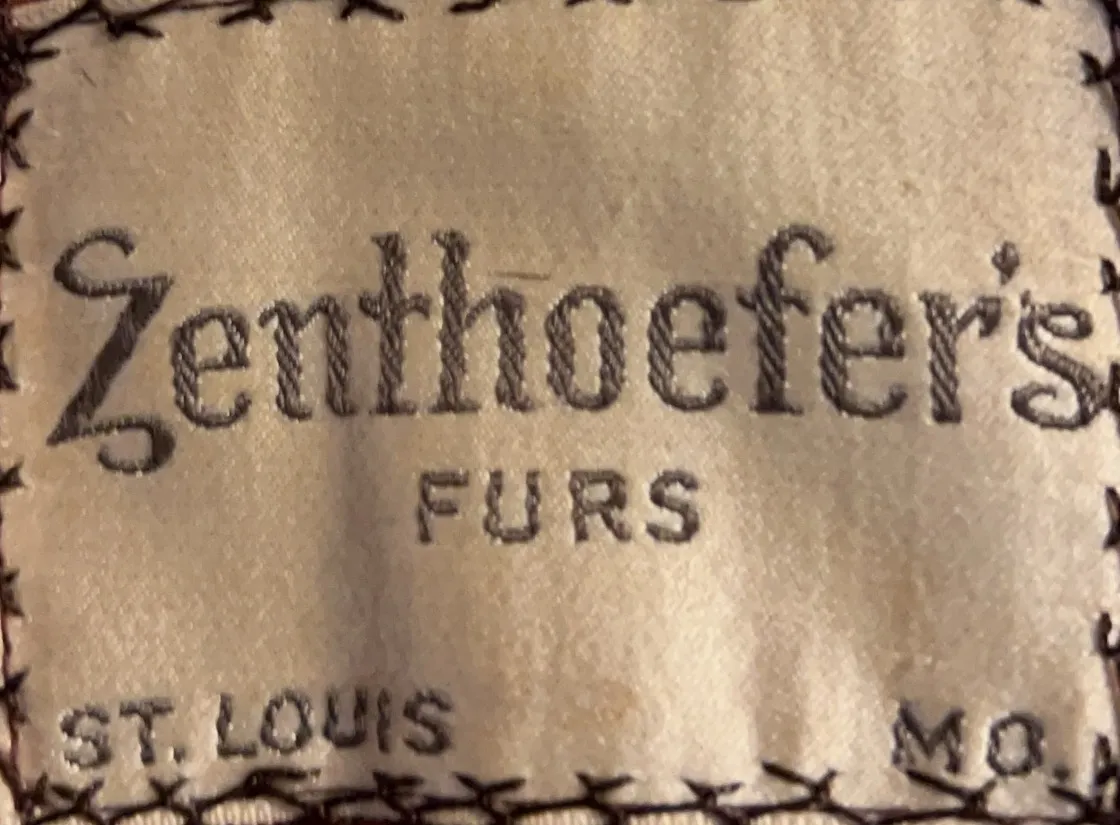 Zenthoefer's
FURS
ST. LOUIS MO.